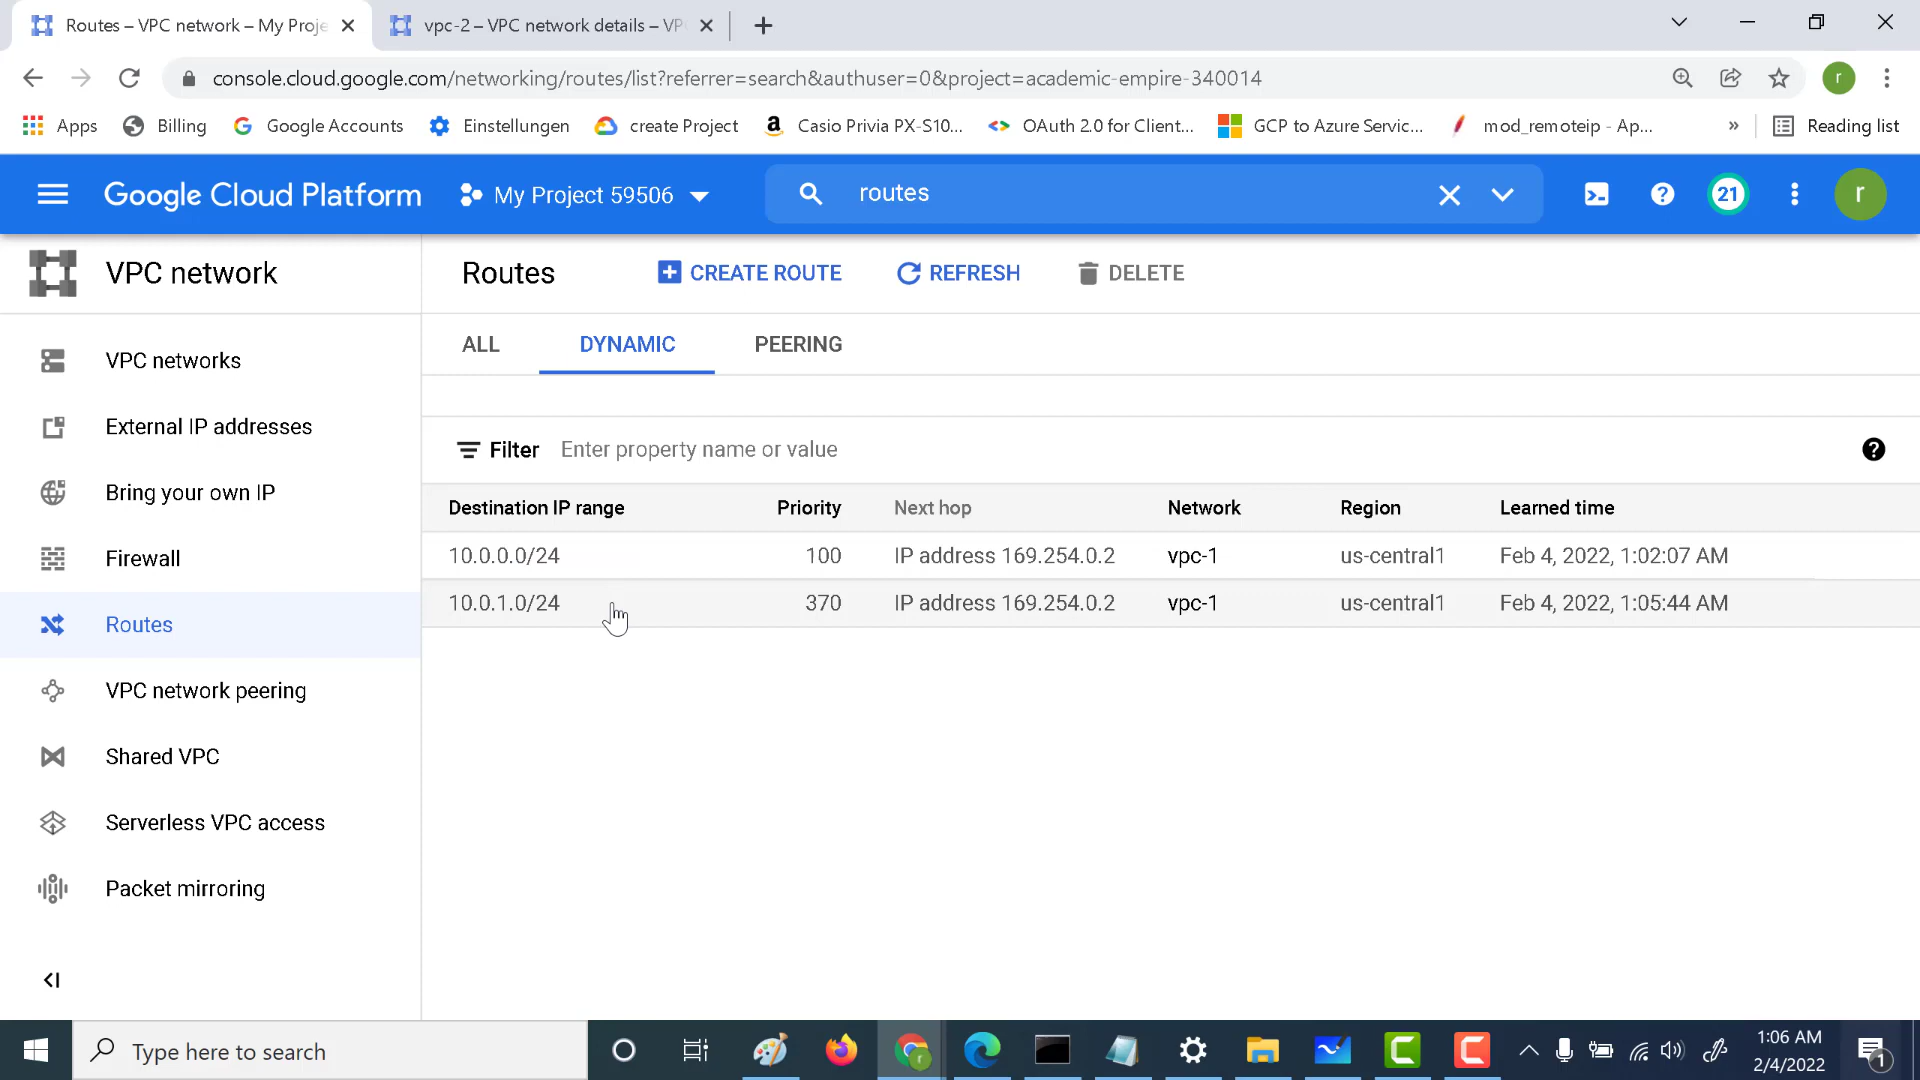 Routes – VPC network – My Proje
vpc-2 – VPC network details – VP
console.cloud.google.com/networking/routes/list?referrer=search&authuser=0&project=academic-empire-340014
r
Apps
Billing
Google Accounts
Einstellungen
create Project
Casio Privia PX-S10...
OAuth 2.0 for Client...
GCP to Azure Servic...
mod_remoteip - Ap...
»
Reading list
Google Cloud Platform
My Project 59506
routes
21
r
VPC network
Routes
CREATE ROUTE
REFRESH
DELETE
ALL
DYNAMIC
PEERING
VPC networks
External IP addresses
Bring your own IP
Firewall
Routes
VPC network peering
Shared VPC
Serverless VPC access
Packet mirroring
Filter Enter property name or value
Destination IP range Priority Next hop Network Region Learned time
10.0.0.0/24 100 IP address 169.254.0.2 vpc-1 us-central1 Feb 4, 2022, 1:02:07 AM
10.0.1.0/24 370 IP address 169.254.0.2 vpc-1 us-central1 Feb 4, 2022, 1:05:44 AM
Type here to search
1:06 AM
2/4/2022
1